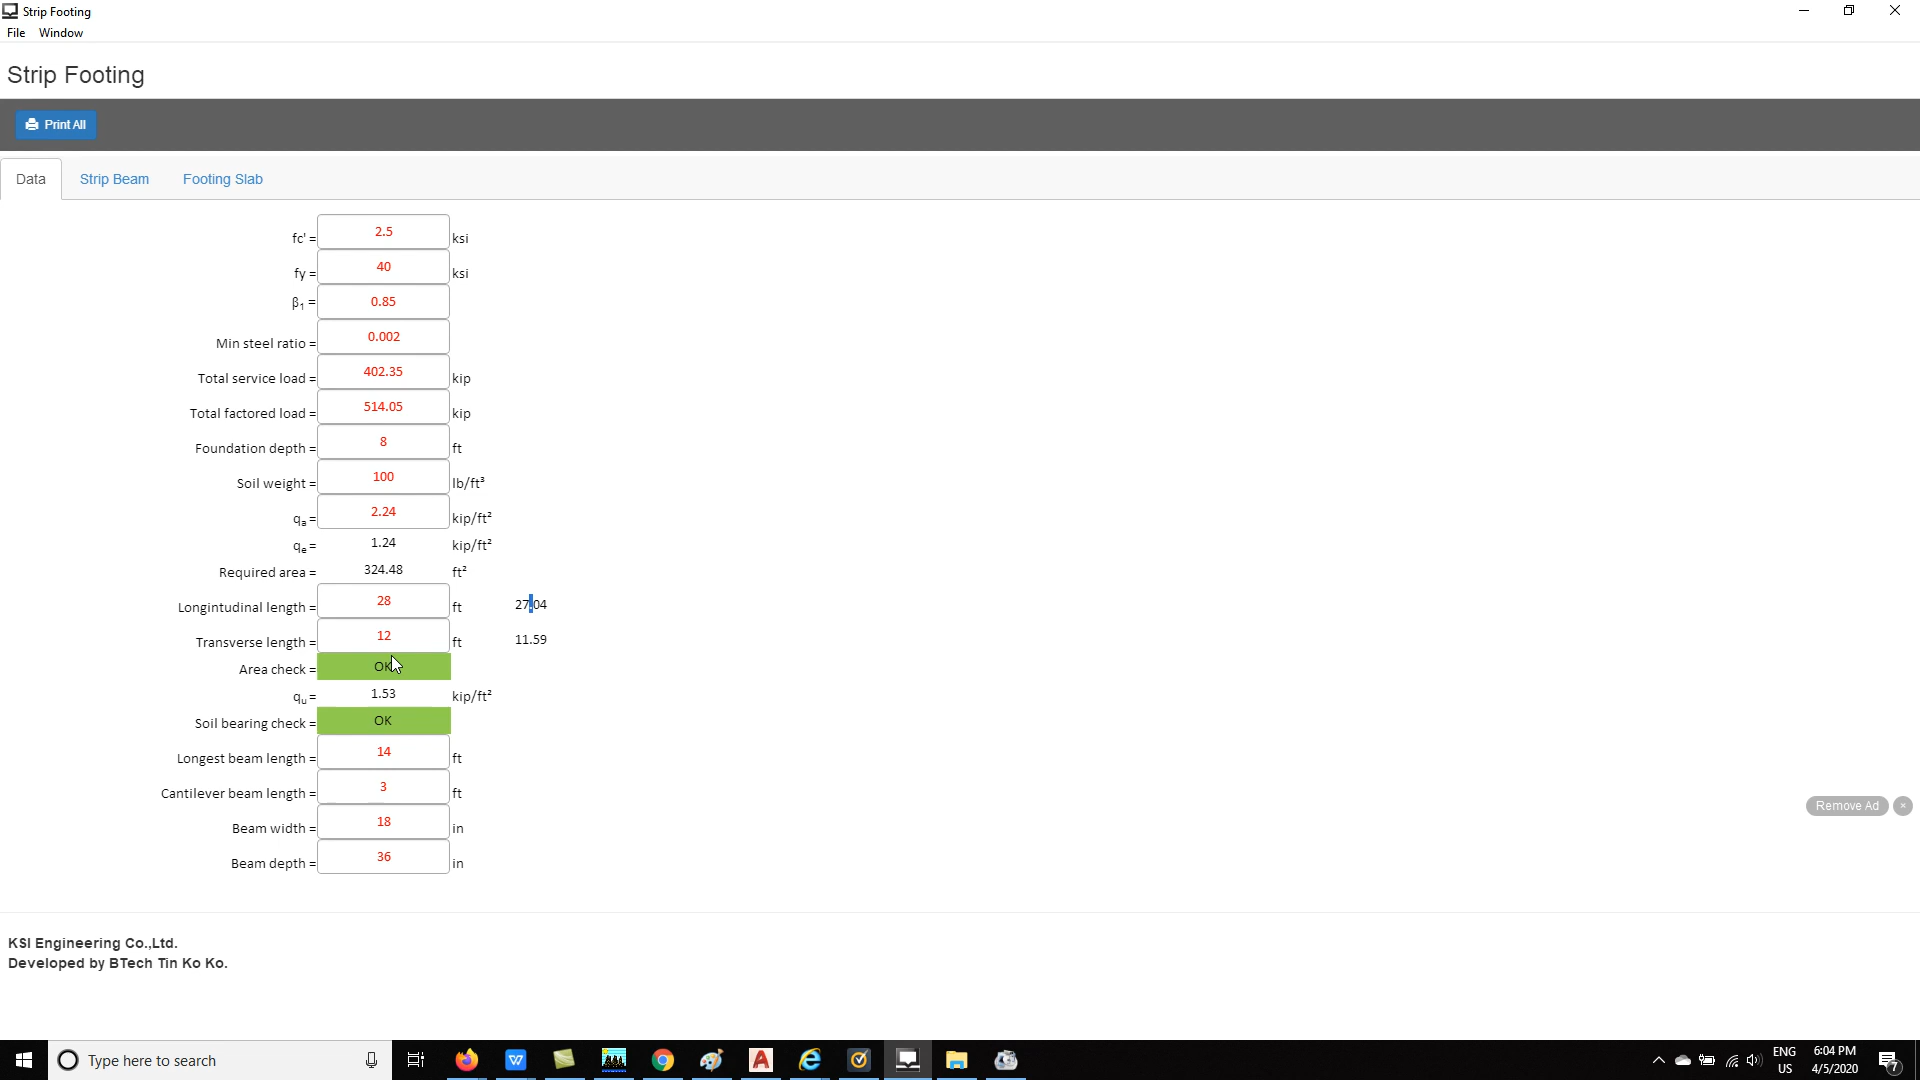 Strip Footing
File Window
Strip Footing
Print All
Data Strip Beam Footing Slab
fc' = 2.5 ksi
fy = 40 ksi
β₁ = 0.85
Min steel ratio = 0.002
Total service load = 402.35 kip
Total factored load = 514.05 kip
Foundation depth = 8 ft
Soil weight = 100 lb/ft³
qₐ = 2.24 kip/ft²
qₑ = 1.24 kip/ft²
Required area = 324.48 ft²
Longintudinal length = 28 ft 27.04
Transverse length = 12 ft 11.59
Area check = OK
qᵤ = 1.53 kip/ft²
Soil bearing check = OK
Longest beam length = 14 ft
Cantilever beam length = 3 ft
Remove Ad ×
Beam width = 18 in
Beam depth = 36 in
KSI Engineering Co.,Ltd.
Developed by BTech Tin Ko Ko.
Type here to search
ENG 6:04 PM
US 4/5/2020
7